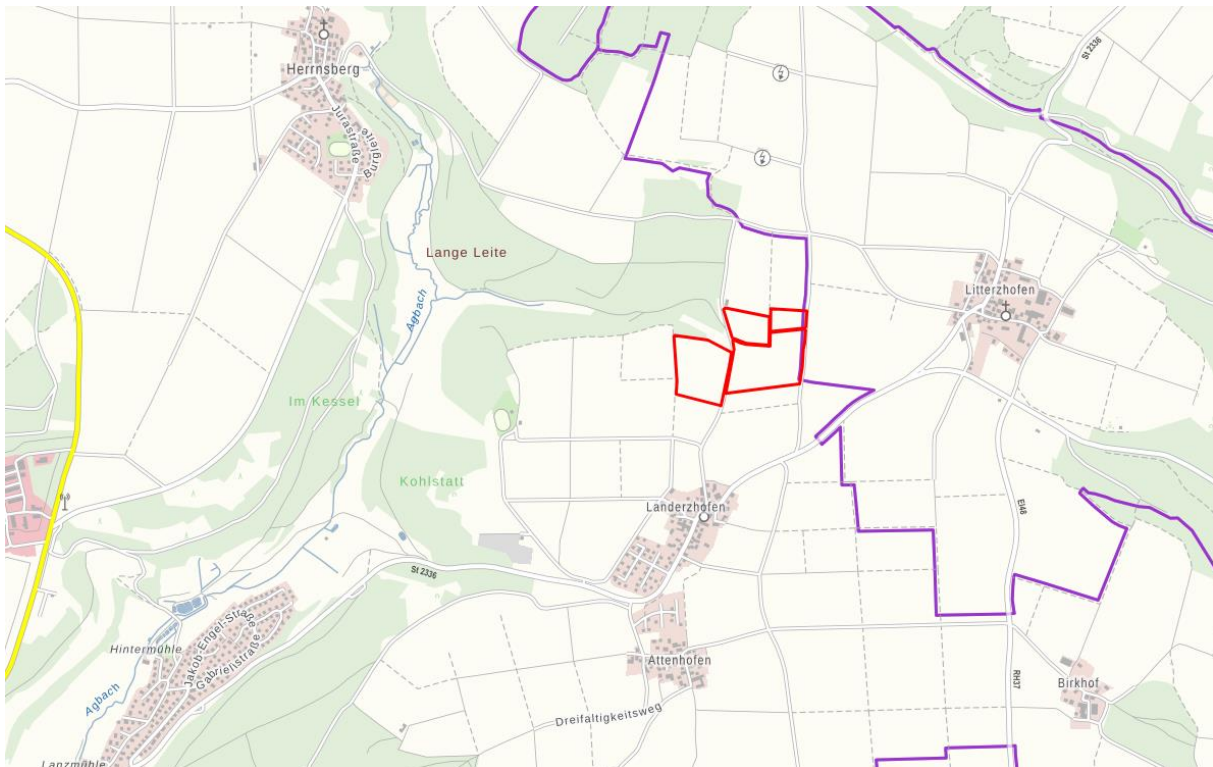 St 2336
Herrnsberg
Jurastraße
Burgleite
Lange Leite
Litterzhofen
Agbach
Im Kessel
Kohlstatt
Landerzhofen
EI48
St 2336
Jakob-Engel-Straße
Gabrielistraße
Hintermühle
Attenhofen
RH37
Birkhof
Agbach
Dreifaltigkeitsweg
Lanzmühle